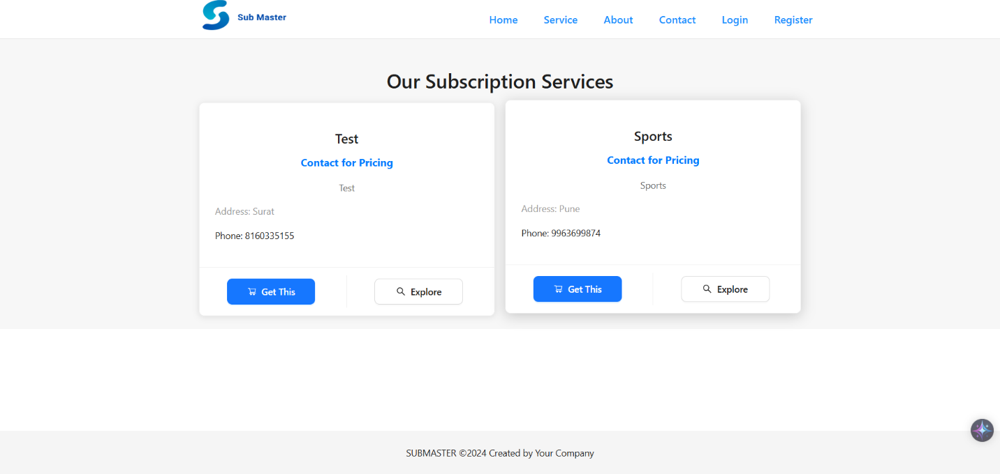 Sub Master
Home Service About Contact Login Register
Our Subscription Services
Test
Contact for Pricing
Test
Address: Surat
Phone: 8160335155
Get This Explore
Sports
Contact for Pricing
Sports
Address: Pune
Phone: 9963699874
Get This Explore
SUBMASTER ©2024 Created by Your Company